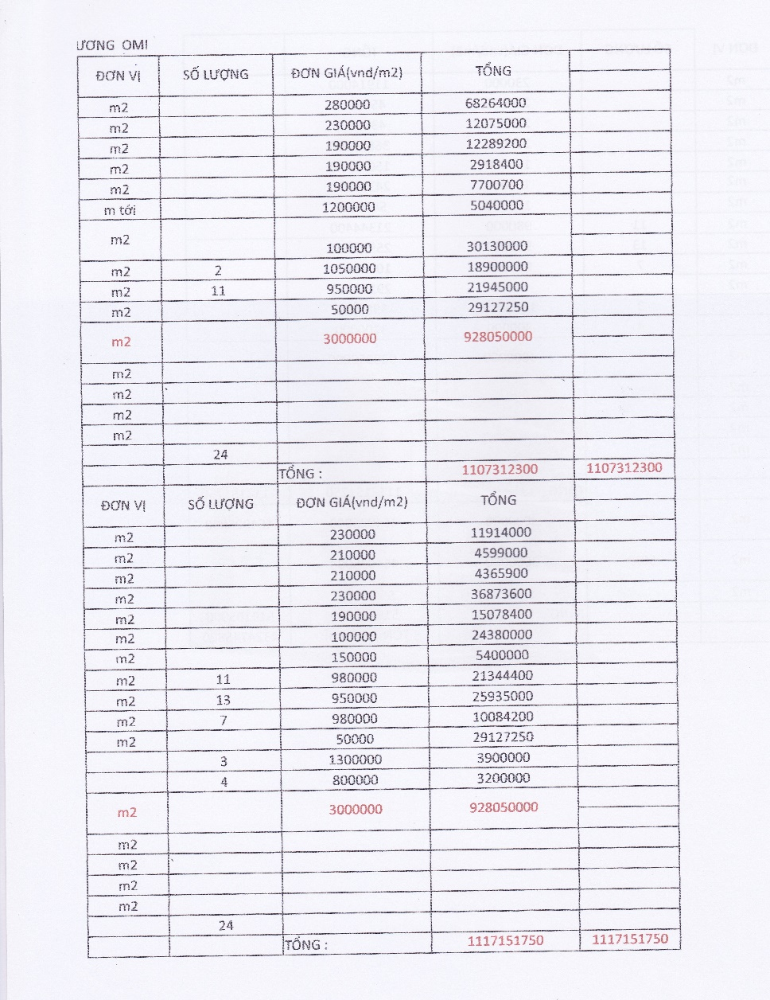 ƯƠNG OMI
ĐƠN VỊ SỐ LƯỢNG ĐƠN GIÁ(vnd/m2) TỔNG
m2 280000 68264000
m2 230000 12075000
m2 190000 12289200
m2 190000 2918400
m2 190000 7700700
m tới 1200000 5040000
m2 100000 30130000
m2 2 1050000 18900000
m2 11 950000 21945000
m2 50000 29127250
m2 3000000 928050000
m2
m2
m2
m2
24
TỔNG : 1107312300 1107312300
ĐƠN VỊ SỐ LƯỢNG ĐƠN GIÁ(vnd/m2) TỔNG
m2 230000 11914000
m2 210000 4599000
m2 210000 4365900
m2 230000 36873600
m2 190000 15078400
m2 100000 24380000
m2 150000 5400000
m2 11 980000 21344400
m2 13 950000 25935000
m2 7 980000 10084200
m2 50000 29127250
3 1300000 3900000
4 800000 3200000
m2 3000000 928050000
m2
m2
m2
m2
24
TỔNG : 1117151750 1117151750